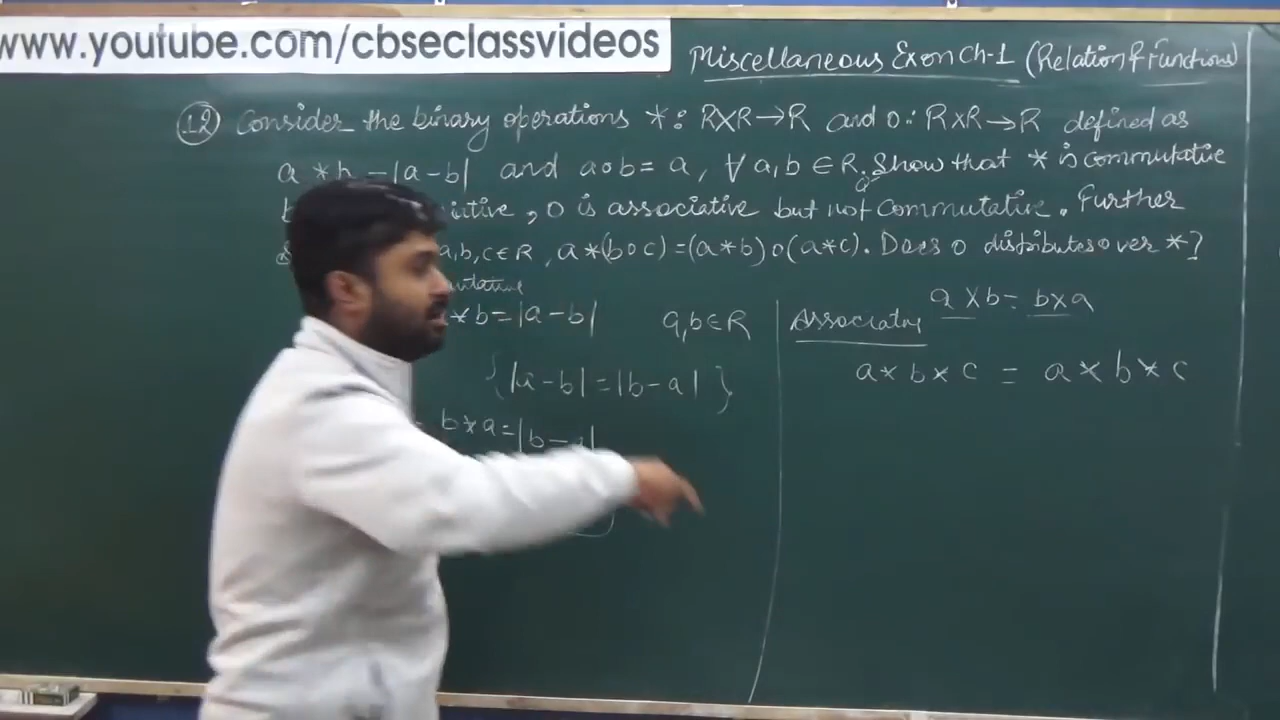 www.youtube.com/cbseclassvideos
Miscellaneous Ex on Ch-1 (Relation & Functions)
12 Consider the binary operations * : R×R→R and o: R×R→R defined as
a * b = |a-b| and aob= a, ∀ a,b ∈ R. Show that * is commutative
o is associative but not commutative. Further
a,b,c ∈ R, a*(boc)=(a*b)o(a*c). Does o distributes over *?
*b=|a-b| a,b∈R
{|a-b|=|b-a|}
b*a=|b-a|
Associative a×b= b×a
a*b*c = a*b*c